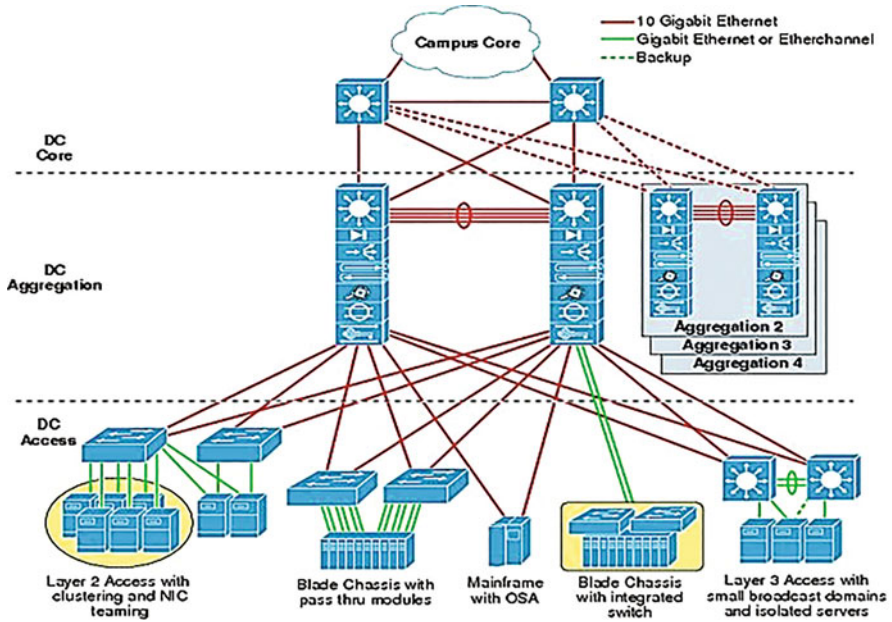 Campus Core
10 Gigabit Ethernet
Gigabit Ethernet or Etherchannel
Backup
DC
Core
DC
Aggregation
Aggregation 2
Aggregation 3
Aggregation 4
DC
Access
Layer 2 Access with
clustering and NIC
teaming
Blade Chassis with
pass thru modules
Mainframe
with OSA
Blade Chassis
with integrated
switch
Layer 3 Access with
small broadcast domains
and isolated servers